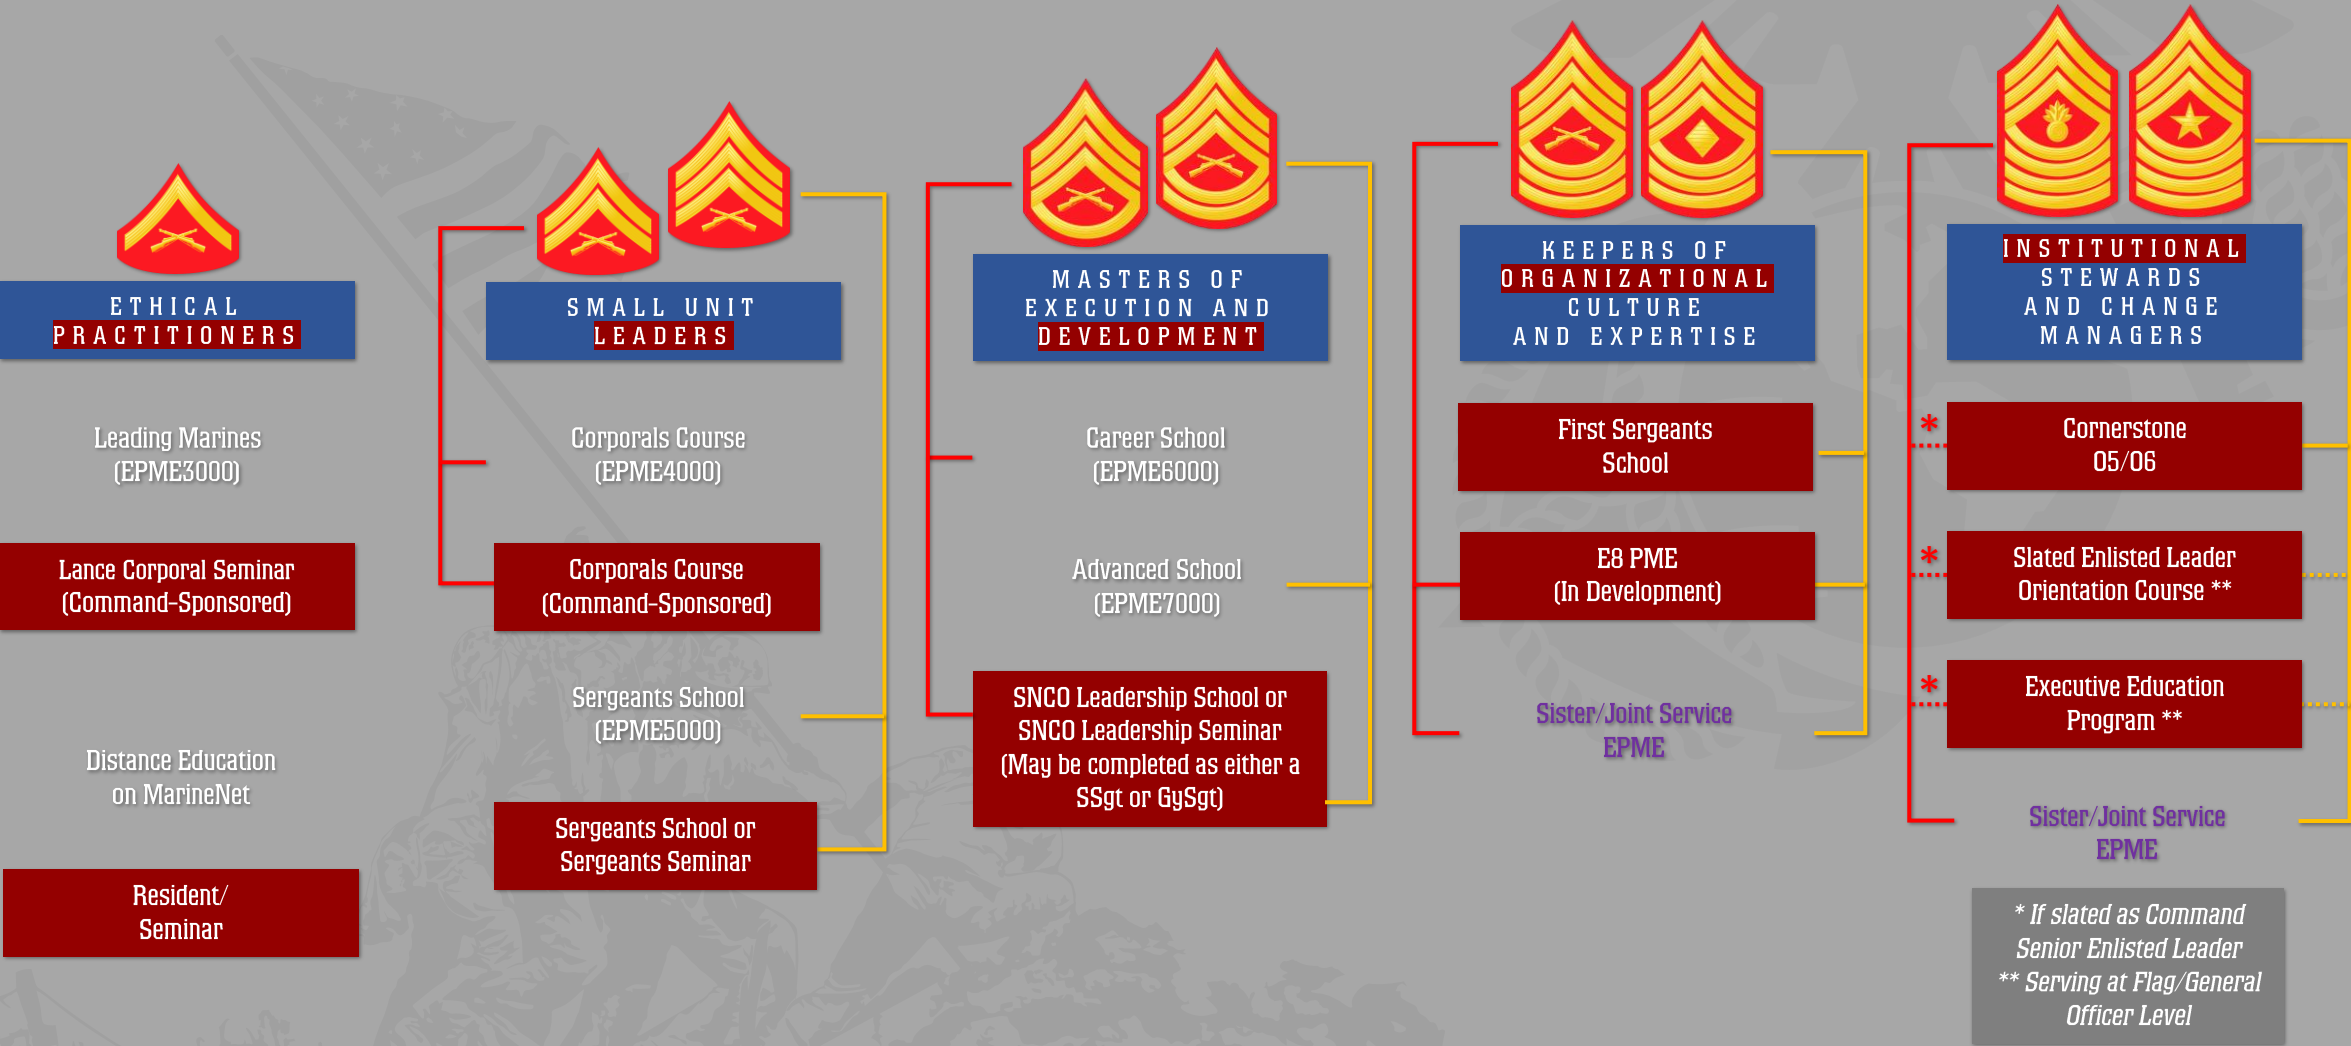 ETHICAL
PRACTITIONERS
Leading Marines
(EPME3000)
Lance Corporal Seminar
(Command-Sponsored)
Distance Education
on MarineNet
Resident/
Seminar
SMALL UNIT
LEADERS
Corporals Course
(EPME4000)
Corporals Course
(Command-Sponsored)
Sergeants School
(EPME5000)
Sergeants School or
Sergeants Seminar
MASTERS OF
EXECUTION AND
DEVELOPMENT
Career School
(EPME6000)
Advanced School
(EPME7000)
SNCO Leadership School or
SNCO Leadership Seminar
(May be completed as either a
SSgt or GySgt)
KEEPERS OF
ORGANIZATIONAL
CULTURE
AND EXPERTISE
First Sergeants
School
E8 PME
(In Development)
Sister/Joint Service
EPME
INSTITUTIONAL
STEWARDS
AND CHANGE
MANAGERS
*
Cornerstone
05/06
*
Slated Enlisted Leader
Orientation Course **
*
Executive Education
Program **
Sister/Joint Service
EPME
* If slated as Command
Senior Enlisted Leader
** Serving at Flag/General
Officer Level